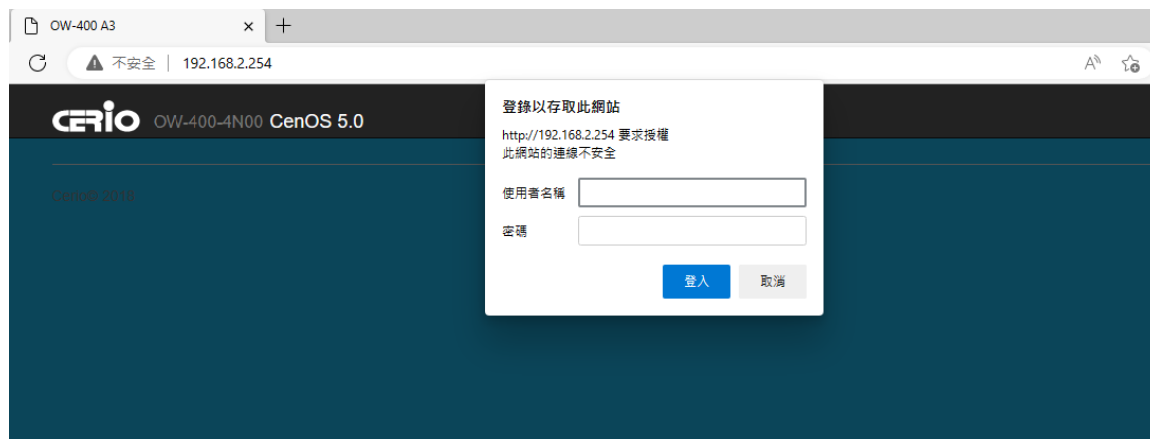 OW-400 A3
不安全 | 192.168.2.254
A
CERIO OW-400-4N00 CenOS 5.0
Cerio© 2018
登錄以存取此網站
http://192.168.2.254 要求授權
此網站的連線不安全
使用者名稱
密碼
登入 取消